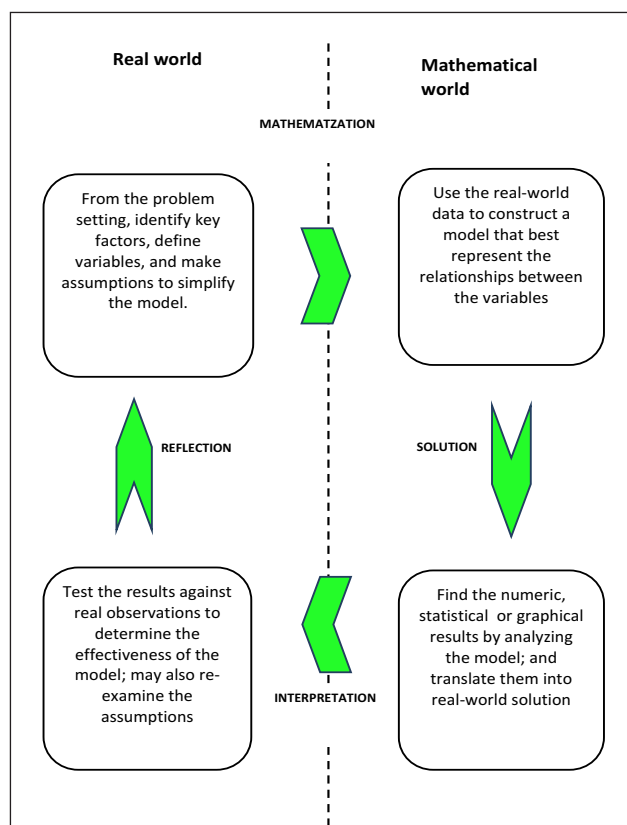 Real world
Mathematical
world
MATHEMATZATION
From the problem
setting, identify key
factors, define
variables, and make
assumptions to simplify
the model.
Use the real-world
data to construct a
model that best
represent the
relationships between
the variables
REFLECTION
SOLUTION
Test the results against
real observations to
determine the
effectiveness of the
model; may also re-
examine the
assumptions
Find the numeric,
statistical or graphical
results by analyzing
the model; and
translate them into
real-world solution
INTERPRETATION